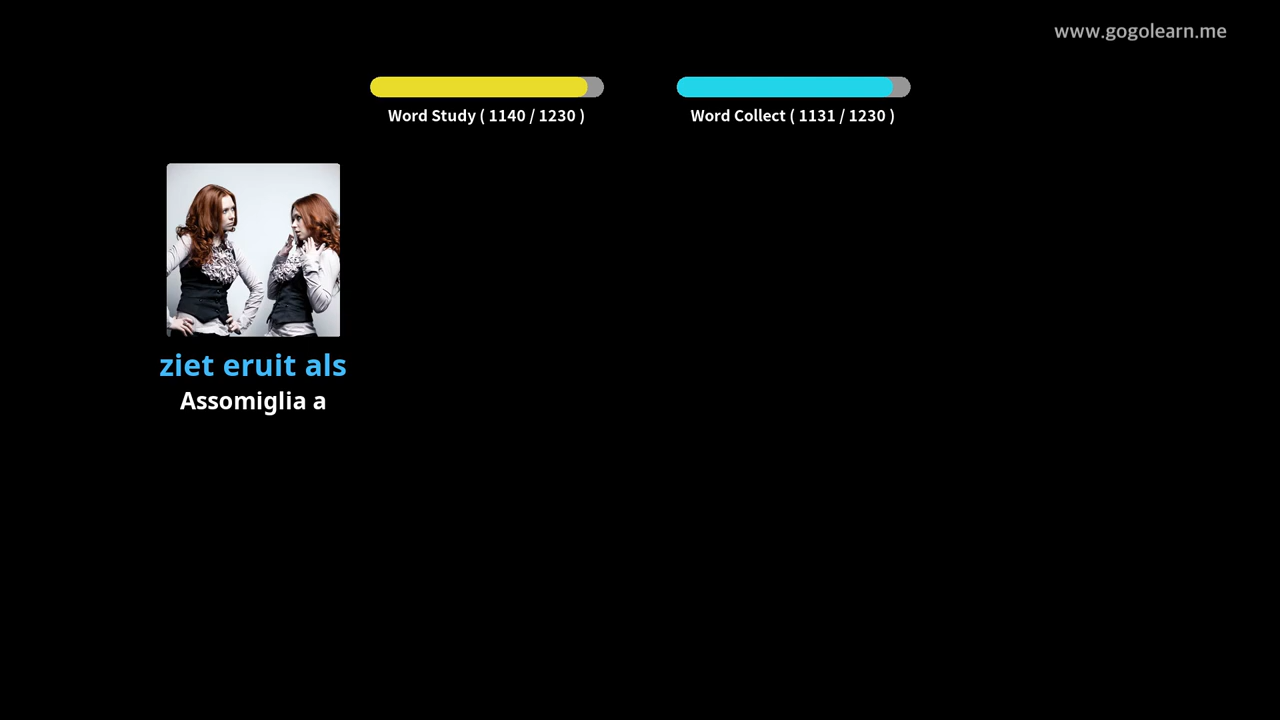 www.gogolearn.me
Word Study ( 1140 / 1230 )
Word Collect ( 1131 / 1230 )
ziet eruit als
Assomiglia a